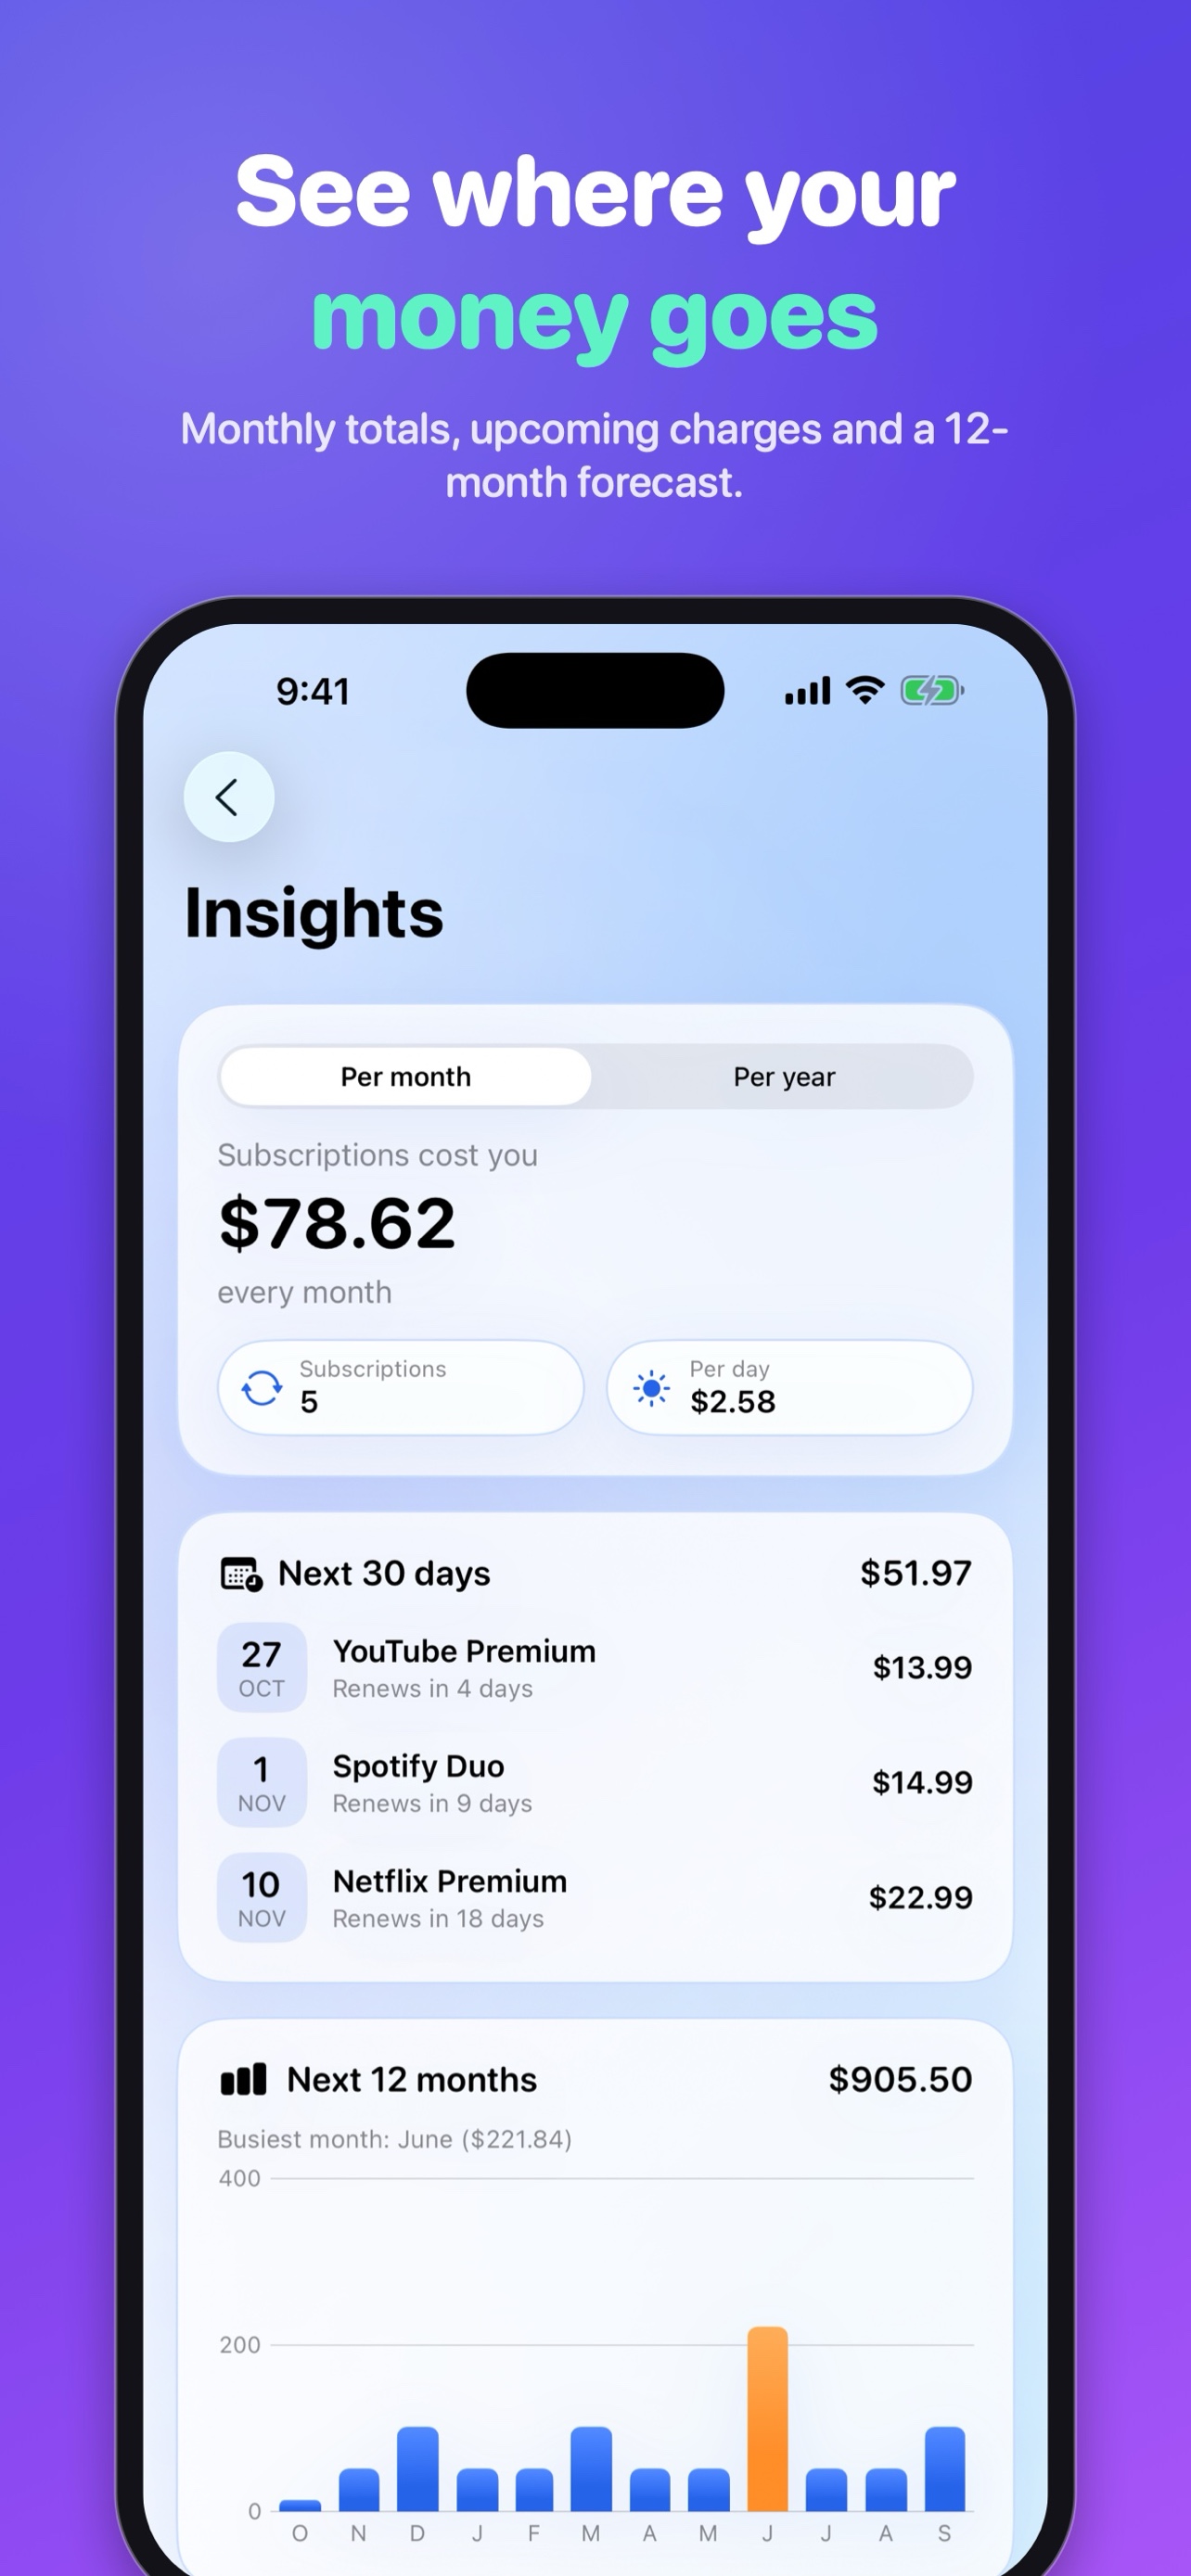 See where your
money goes
Monthly totals, upcoming charges and a 12-
month forecast.
9:41
Insights
Per month
Per year
Subscriptions cost you
$78.62
every month
Subscriptions
5
Per day
$2.58
Next 30 days
$51.97
27
OCT
YouTube Premium
Renews in 4 days
$13.99
1
NOV
Spotify Duo
Renews in 9 days
$14.99
10
NOV
Netflix Premium
Renews in 18 days
$22.99
Next 12 months
$905.50
Busiest month: June ($221.84)
400
200
0
O N D J F M A M J J A S